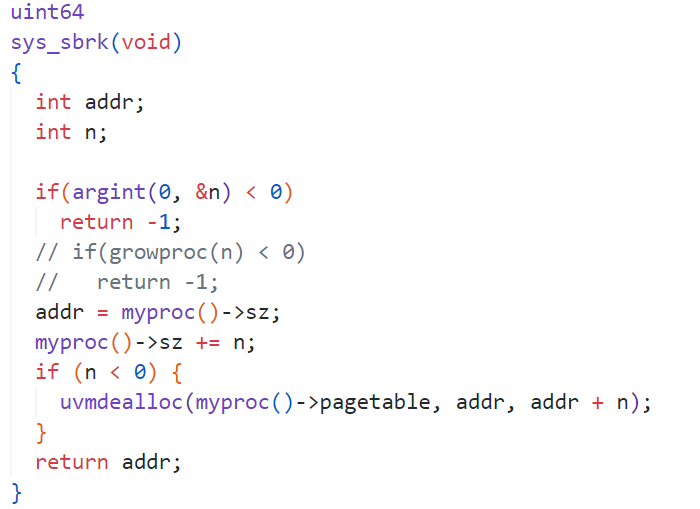 uint64
sys_sbrk(void)
{
  int addr;
  int n;

  if(argint(0, &n) < 0)
    return -1;
  // if(growproc(n) < 0)
  //   return -1;
  addr = myproc()->sz;
  myproc()->sz += n;
  if (n < 0) {
    uvmdealloc(myproc()->pagetable, addr, addr + n);
  }
  return addr;
}